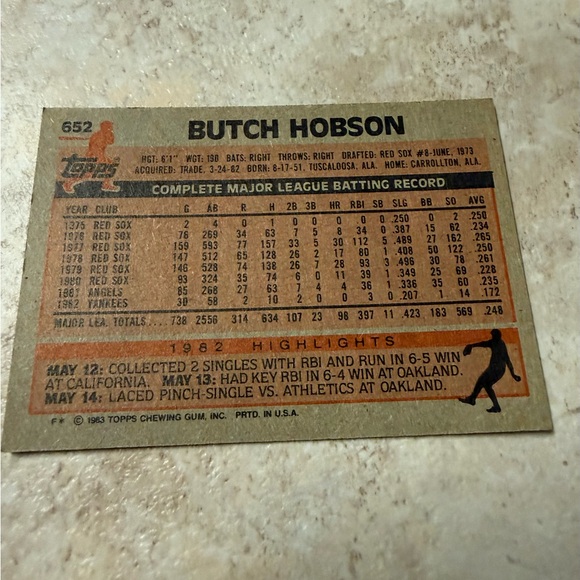 652 BUTCH HOBSON
Topps
HGT: 6'1" WGT: 190 BATS: RIGHT THROWS: RIGHT DRAFTED: RED SOX #8-JUNE, 1973
ACQUIRED: TRADE, 3-24-82 BORN: 8-17-51, TUSCALOOSA, ALA. HOME: CARROLLTON, ALA.
COMPLETE MAJOR LEAGUE BATTING RECORD
YEAR CLUB G AB R H 2B 3B HR RBI SB SLG BB SO AVG
1975 RED SOX 2 4 0 1 0 0 0 0 0 .250 0 2 .250
1976 RED SOX 76 269 34 63 7 5 8 34 0 .387 15 62 .234
1977 RED SOX 159 593 77 157 33 5 30 112 5 .489 27 162 .265
1978 RED SOX 147 512 65 128 26 2 17 80 1 .408 50 122 .250
1979 RED SOX 146 528 74 138 26 7 28 93 3 .496 30 78 .261
1980 RED SOX 93 324 35 74 6 0 11 39 1 .349 25 69 .228
1981 ANGELS 85 268 27 63 7 4 4 36 1 .336 35 60 .235
1982 YANKEES 30 58 2 10 2 0 0 3 0 .207 1 14 .172
MAJOR LEA. TOTALS . . . . 738 2556 314 634 107 23 98 397 11 .423 183 569 .248
1982 HIGHLIGHTS
MAY 12: COLLECTED 2 SINGLES WITH RBI AND RUN IN 6-5 WIN
AT CALIFORNIA. MAY 13: HAD KEY RBI IN 6-4 WIN AT OAKLAND.
MAY 14: LACED PINCH-SINGLE VS. ATHLETICS AT OAKLAND.
F* © 1983 TOPPS CHEWING GUM, INC. PRTD. IN U.S.A.